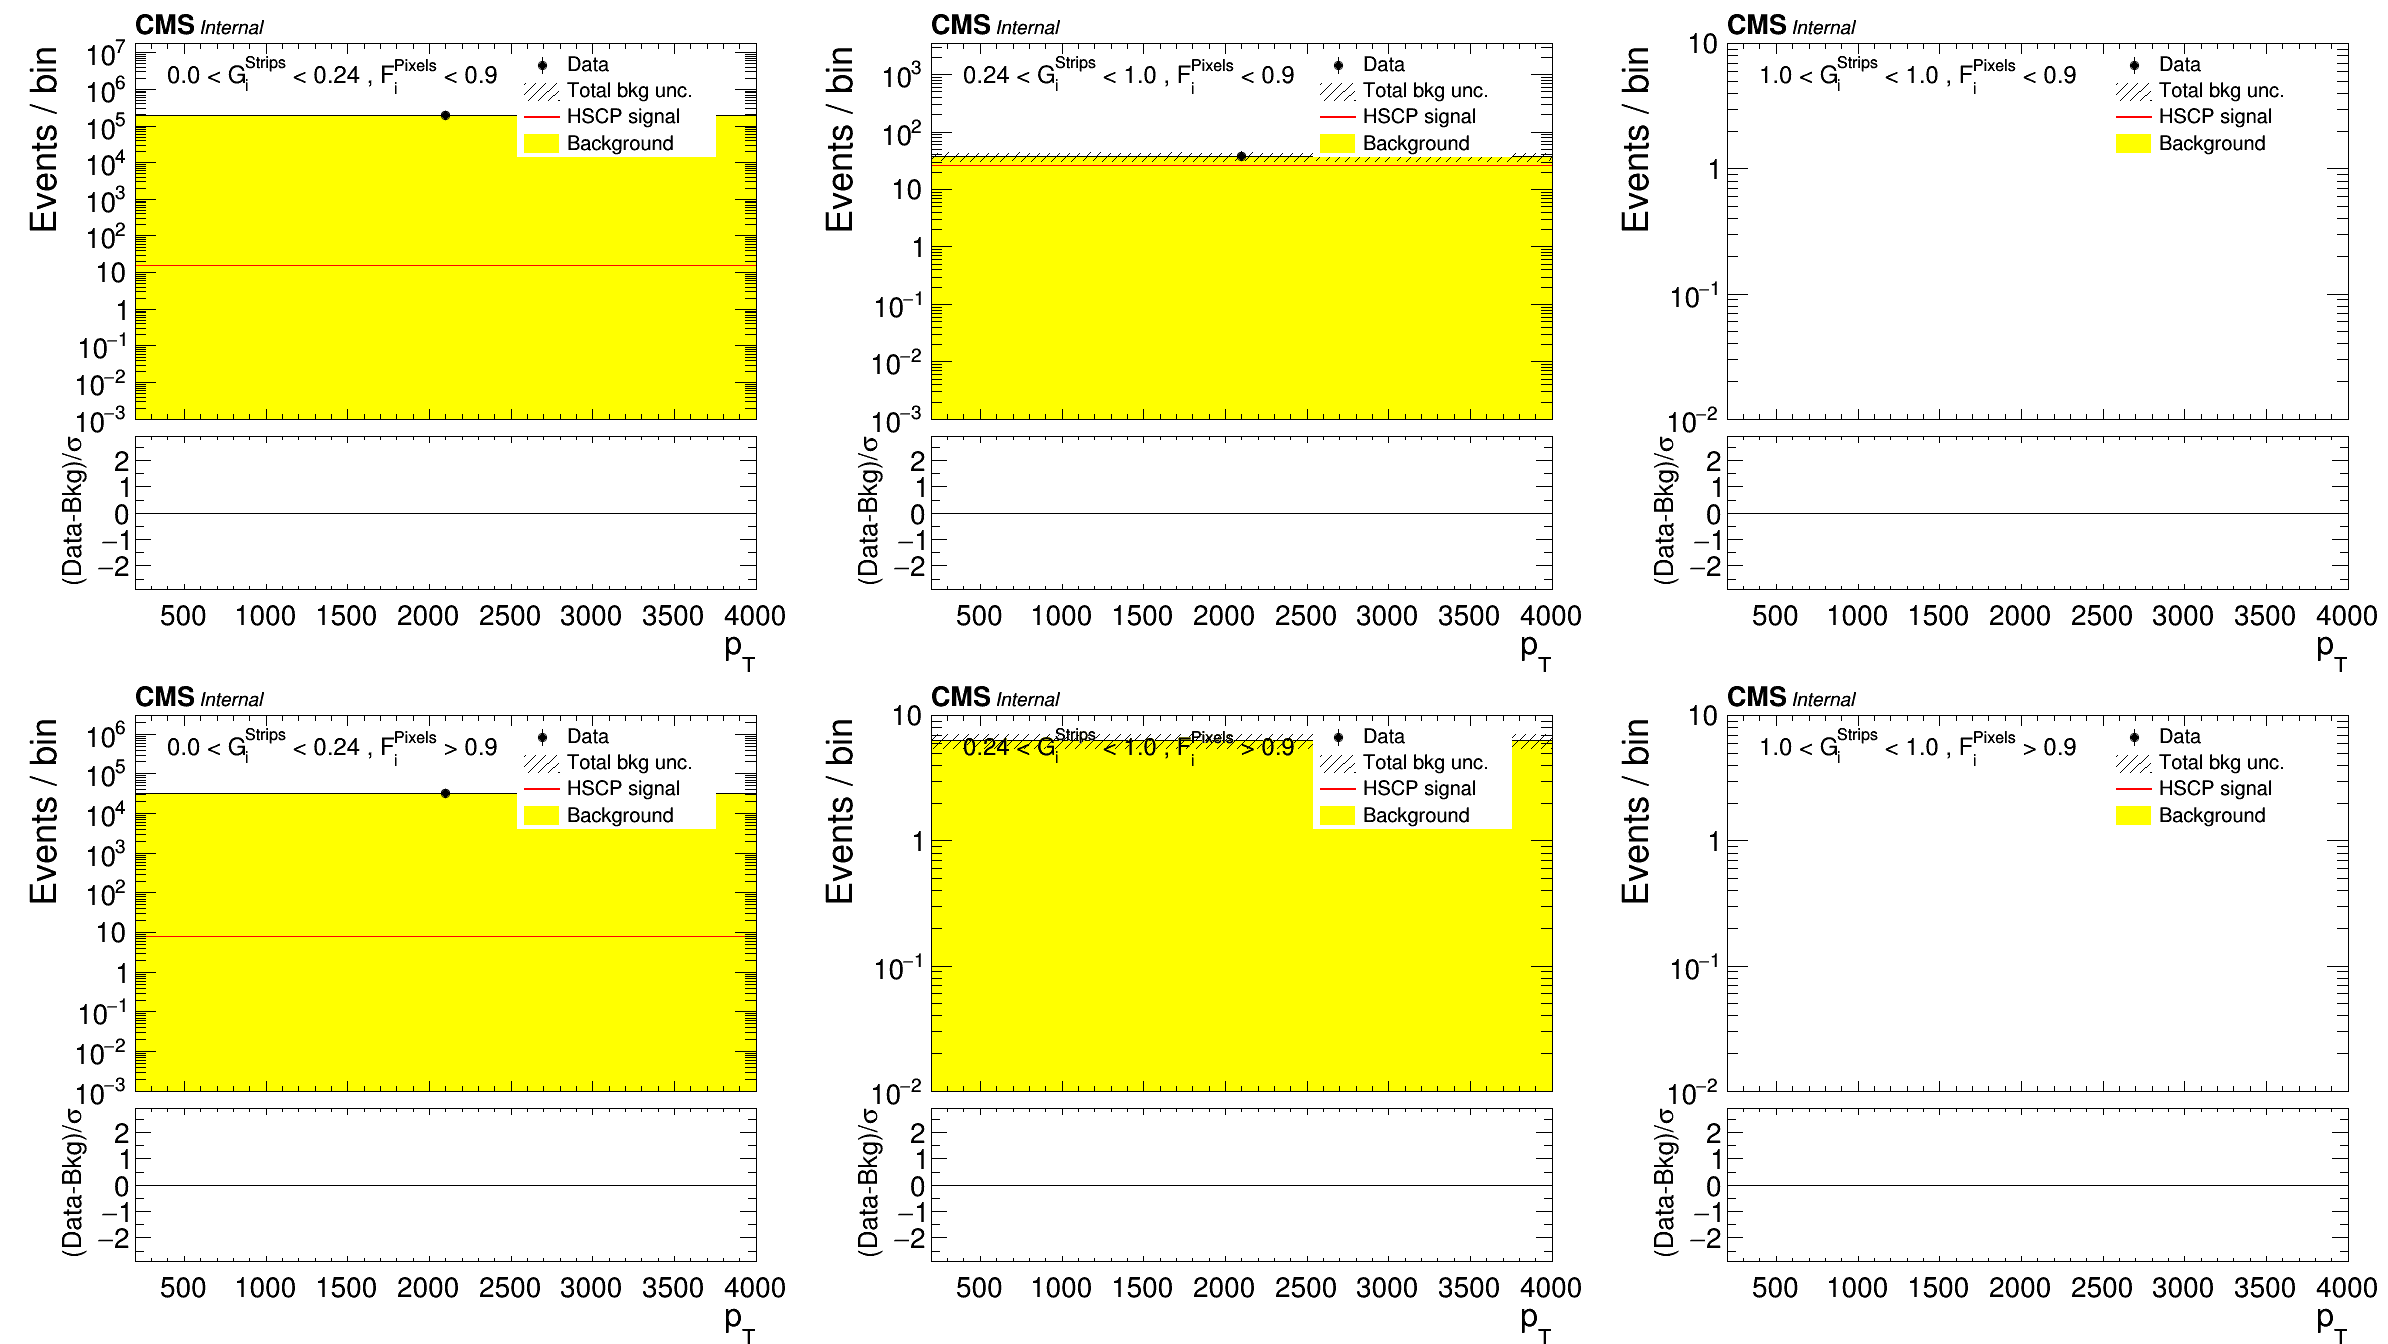 CMS Internal
Events / bin
10^7
10^6
10^5
10^4
10^3
10^2
10
1
10^−1
10^−2
10^−3
0.0 < G_i^Strips < 0.24 , F_i^Pixels < 0.9
Data
Total bkg unc.
HSCP signal
Background
(Data-Bkg)/σ
2
1
0
−1
−2
500 1000 1500 2000 2500 3000 3500 4000
p_T
CMS Internal
Events / bin
10^3
10^2
10
1
10^−1
10^−2
10^−3
0.24 < G_i^Strips < 1.0 , F_i^Pixels < 0.9
Data
Total bkg unc.
HSCP signal
Background
(Data-Bkg)/σ
2
1
0
−1
−2
500 1000 1500 2000 2500 3000 3500 4000
p_T
CMS Internal
Events / bin
10
1
10^−1
10^−2
1.0 < G_i^Strips < 1.0 , F_i^Pixels < 0.9
Data
Total bkg unc.
HSCP signal
Background
(Data-Bkg)/σ
2
1
0
−1
−2
500 1000 1500 2000 2500 3000 3500 4000
p_T
CMS Internal
Events / bin
10^6
10^5
10^4
10^3
10^2
10
1
10^−1
10^−2
10^−3
0.0 < G_i^Strips < 0.24 , F_i^Pixels > 0.9
Data
Total bkg unc.
HSCP signal
Background
(Data-Bkg)/σ
2
1
0
−1
−2
500 1000 1500 2000 2500 3000 3500 4000
p_T
CMS Internal
Events / bin
10
1
10^−1
10^−2
0.24 < G_i^Strips < 1.0 , F_i^Pixels > 0.9
Data
Total bkg unc.
HSCP signal
Background
(Data-Bkg)/σ
2
1
0
−1
−2
500 1000 1500 2000 2500 3000 3500 4000
p_T
CMS Internal
Events / bin
10
1
10^−1
10^−2
1.0 < G_i^Strips < 1.0 , F_i^Pixels > 0.9
Data
Total bkg unc.
HSCP signal
Background
(Data-Bkg)/σ
2
1
0
−1
−2
500 1000 1500 2000 2500 3000 3500 4000
p_T